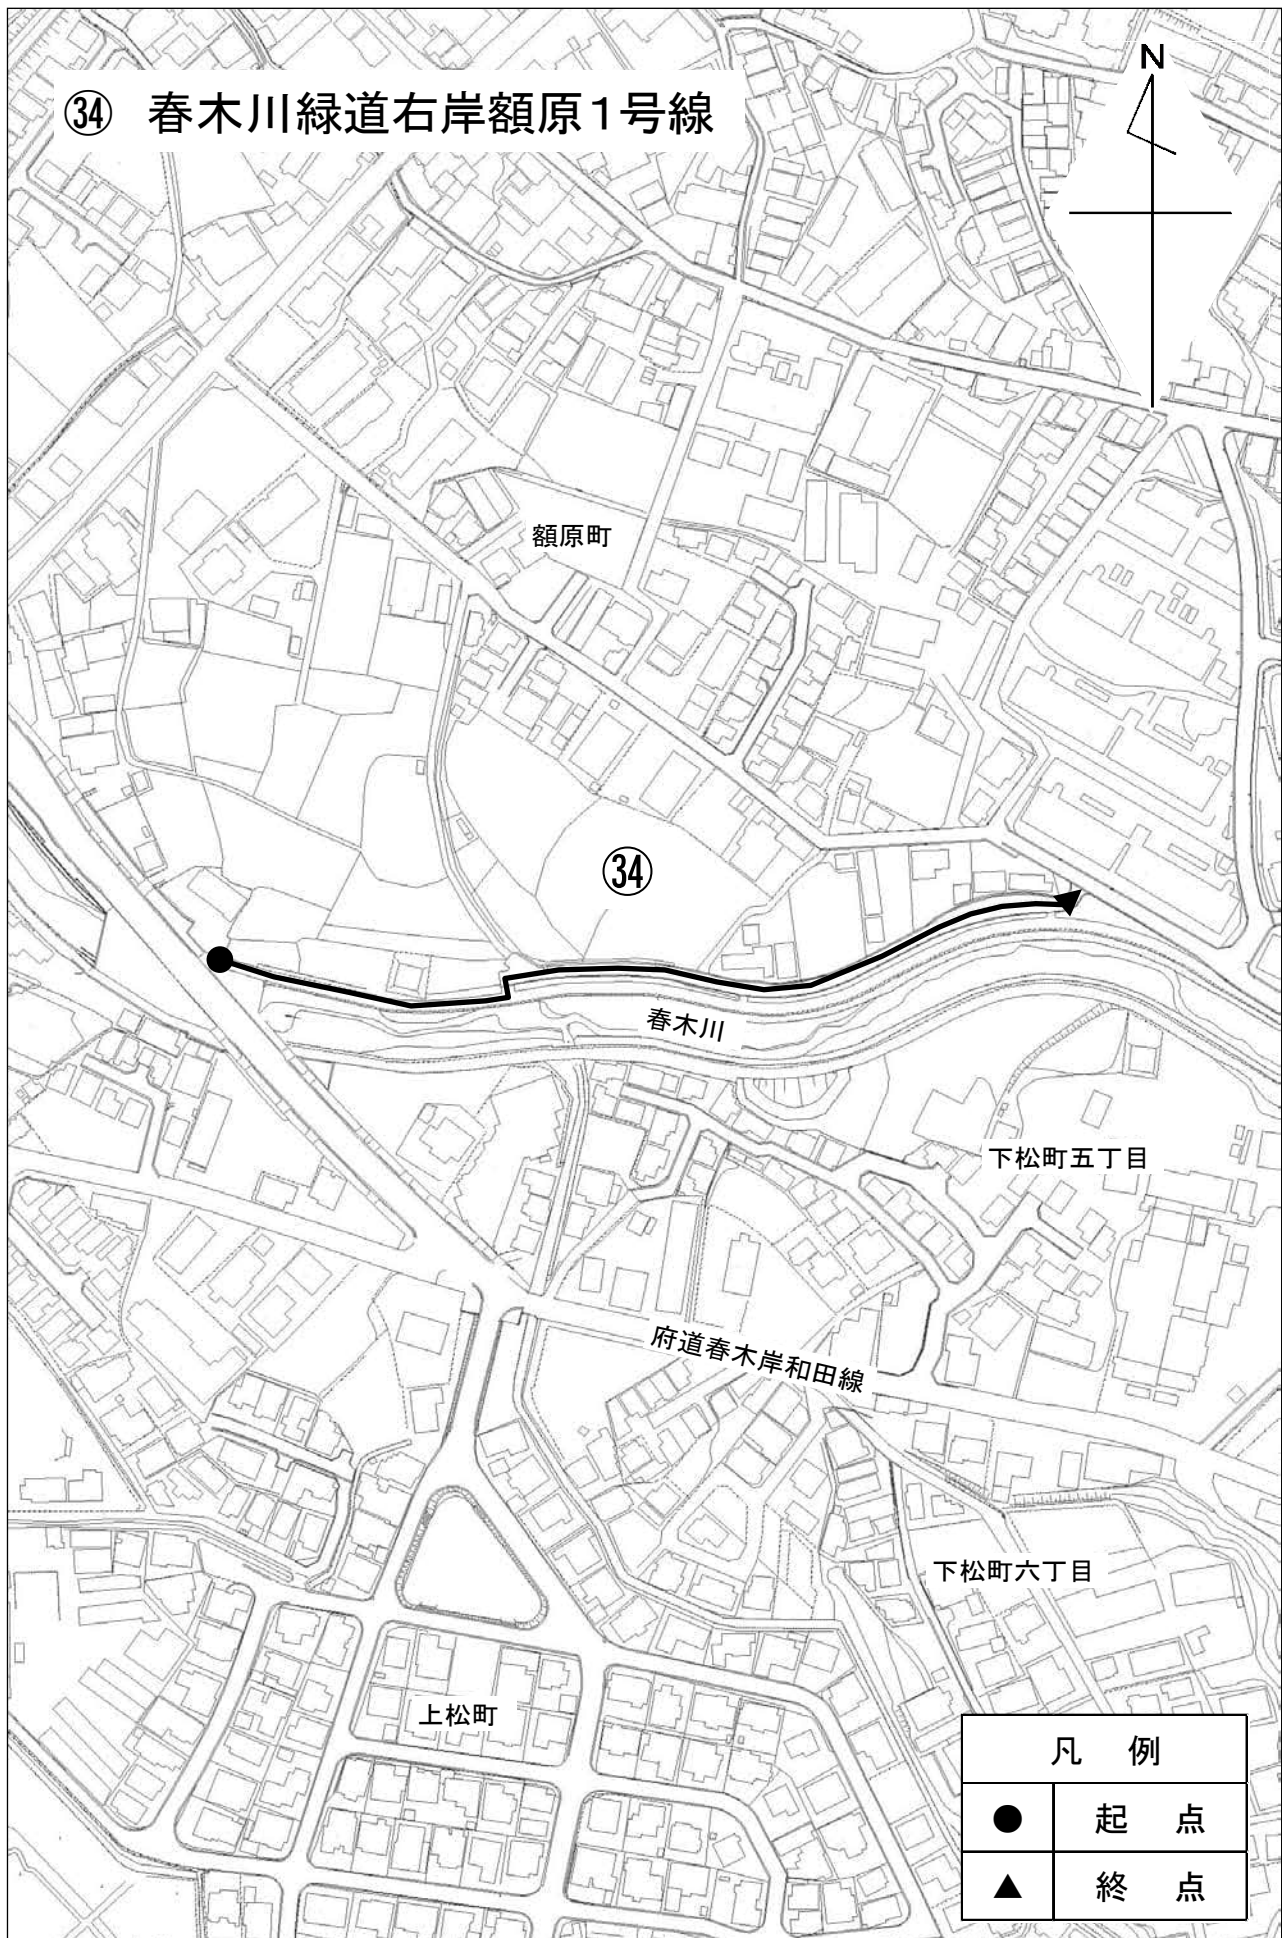 ㉞ 春木川緑道右岸額原1号線
N
額原町
㉞
春木川
下松町五丁目
府道春木岸和田線
下松町六丁目
上松町
凡 例
● 起 点
▲ 終 点